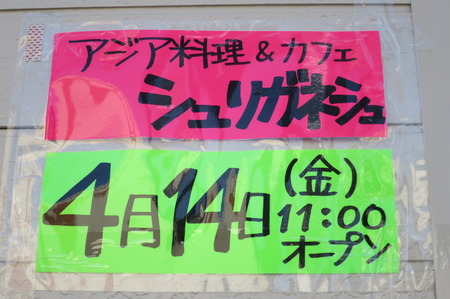 アジア料理&カフェ
シュリガネシュ
4月14日
(金)
11:00
オープン